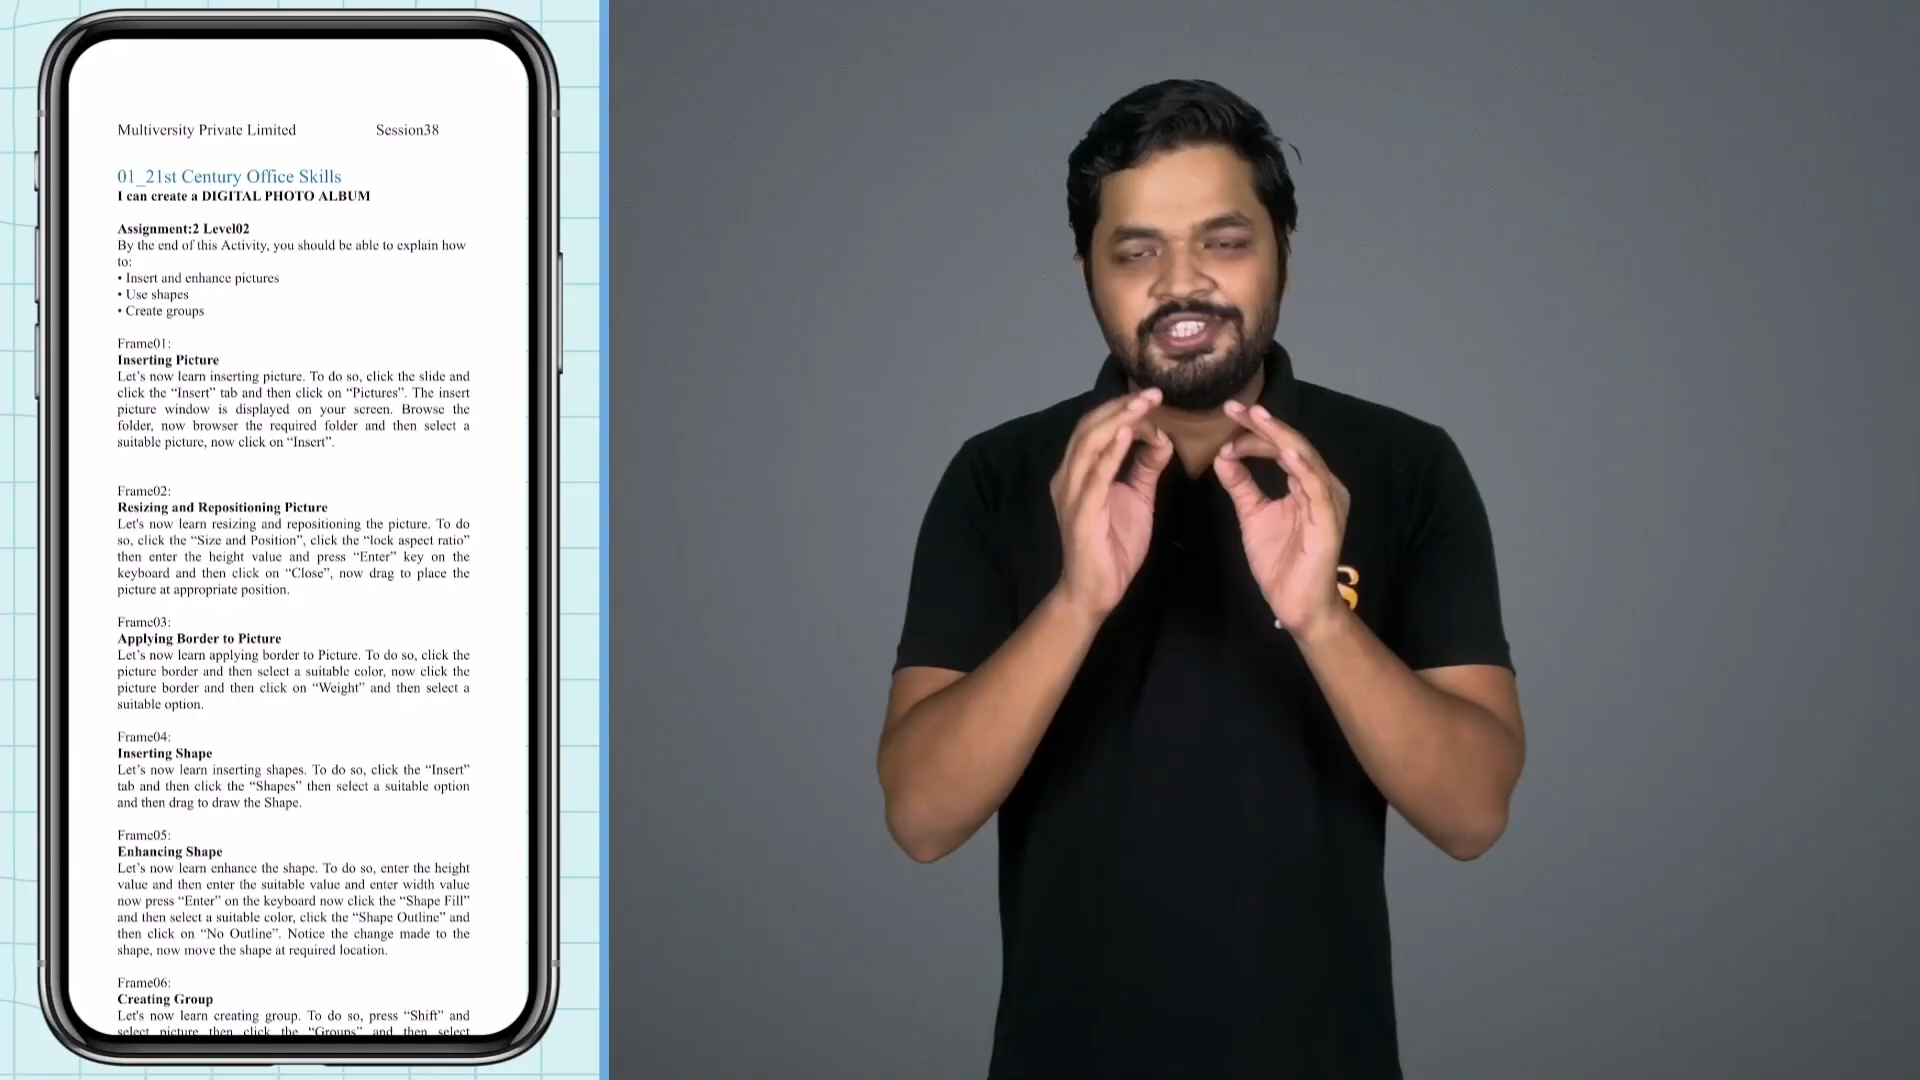 Multiversity Private Limited Session38
01_21st Century Office Skills
I can create a DIGITAL PHOTO ALBUM
Assignment:2 Level02
By the end of this Activity, you should be able to explain how
to:
• Insert and enhance pictures
• Use shapes
• Create groups
Frame01:
Inserting Picture
Let’s now learn inserting picture. To do so, click the slide and
click the “Insert” tab and then click on “Pictures”. The insert
picture window is displayed on your screen. Browse the
folder, now browser the required folder and then select a
suitable picture, now click on “Insert”.
Frame02:
Resizing and Repositioning Picture
Let's now learn resizing and repositioning the picture. To do
so, click the “Size and Position”, click the “lock aspect ratio”
then enter the height value and press “Enter” key on the
keyboard and then click on “Close”, now drag to place the
picture at appropriate position.
Frame03:
Applying Border to Picture
Let’s now learn applying border to Picture. To do so, click the
picture border and then select a suitable color, now click the
picture border and then click on “Weight” and then select a
suitable option.
Frame04:
Inserting Shape
Let’s now learn inserting shapes. To do so, click the “Insert”
tab and then click the “Shapes” then select a suitable option
and then drag to draw the Shape.
Frame05:
Enhancing Shape
Let’s now learn enhance the shape. To do so, enter the height
value and then enter the suitable value and enter width value
now press “Enter” on the keyboard now click the “Shape Fill”
and then select a suitable color, click the “Shape Outline” and
then click on “No Outline”. Notice the change made to the
shape, now move the shape at required location.
Frame06:
Creating Group
Let's now learn creating group. To do so, press “Shift” and
select picture then click the “Groups” and then select